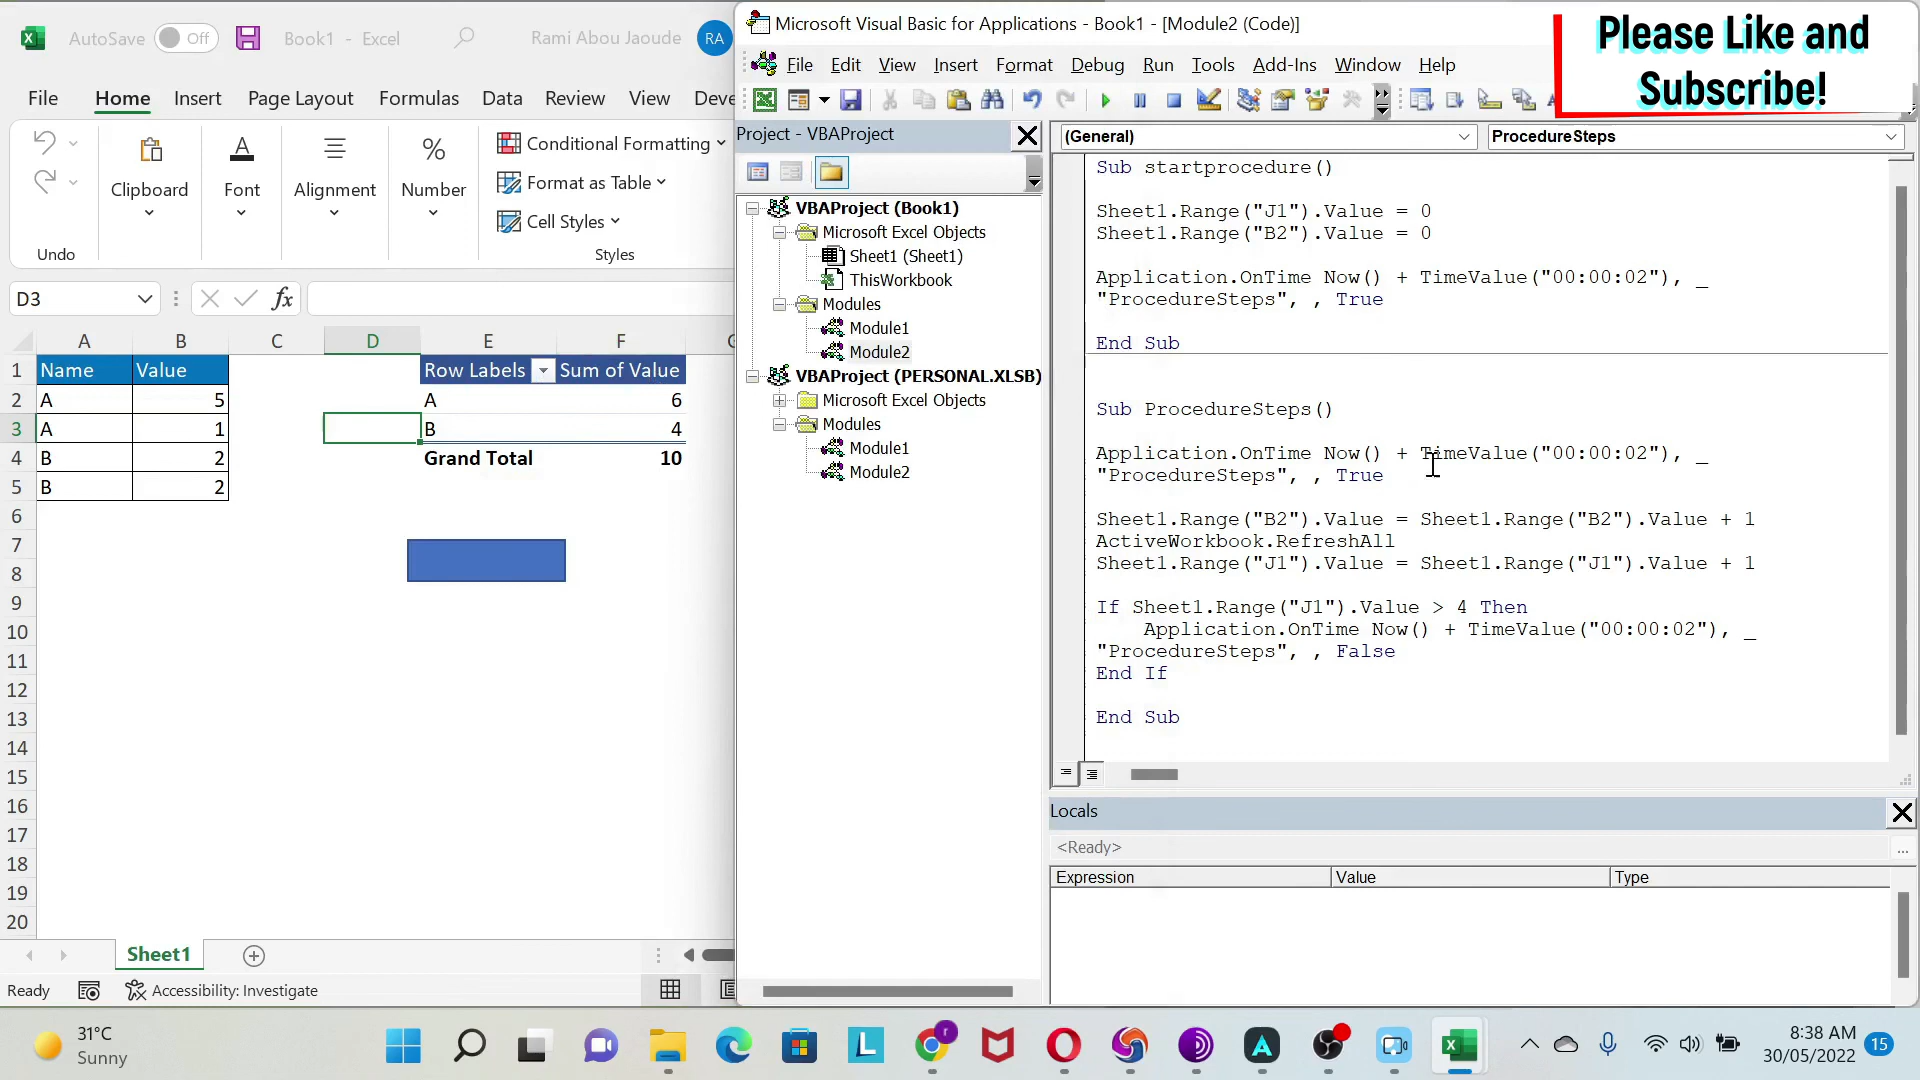 AutoSave Off Book1 - Excel Rami Abou Jaoude RA
File Home Insert Page Layout Formulas Data Review View Deve
Undo
Clipboard
Font
Alignment
%
Number
Conditional Formatting
Format as Table
Cell Styles
Styles
D3 fx
A B C D E F
1 Name Value Row Labels Sum of Value
2 A 5 A 6
3 A 1 B 4
4 B 2 Grand Total 10
5 B 2
6
7
8
9
10
11
12
13
14
15
16
17
18
19
20
Sheet1
Ready Accessibility: Investigate
Microsoft Visual Basic for Applications - Book1 - [Module2 (Code)]
File Edit View Insert Format Debug Run Tools Add-Ins Window Help
Please Like and
Subscribe!
Project - VBAProject
VBAProject (Book1)
Microsoft Excel Objects
Sheet1 (Sheet1)
ThisWorkbook
Modules
Module1
Module2
VBAProject (PERSONAL.XLSB)
Microsoft Excel Objects
Modules
Module1
Module2
(General) ProcedureSteps
Sub startprocedure()
Sheet1.Range("J1").Value = 0
Sheet1.Range("B2").Value = 0
Application.OnTime Now() + TimeValue("00:00:02"), _
"ProcedureSteps", , True
End Sub
Sub ProcedureSteps()
Application.OnTime Now() + TimeValue("00:00:02"), _
"ProcedureSteps", , True
Sheet1.Range("B2").Value = Sheet1.Range("B2").Value + 1
ActiveWorkbook.RefreshAll
Sheet1.Range("J1").Value = Sheet1.Range("J1").Value + 1
If Sheet1.Range("J1").Value > 4 Then
Application.OnTime Now() + TimeValue("00:00:02"), _
"ProcedureSteps", , False
End If
End Sub
Locals
<Ready>
...
Expression Value Type
31°C
Sunny
8:38 AM
30/05/2022
15